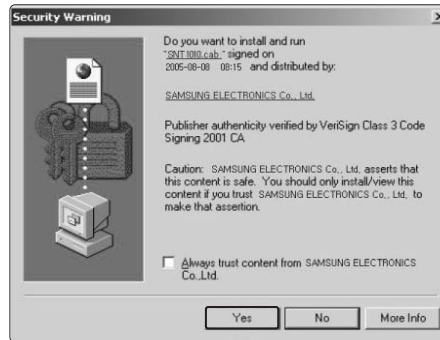 Security Warning
Do you want to install and run
"SNT1010.cab" signed on
2005-08-08 08:15 and distributed by:
SAMSUNG ELECTRONICS Co., Ltd.
Publisher authenticity verified by VeriSign Class 3 Code
Signing 2001 CA
Caution: SAMSUNG ELECTRONICS Co., Ltd. asserts that
this content is safe. You should only install/view this
content if you trust SAMSUNG ELECTRONICS Co., Ltd. to
make that assertion.
Always trust content from SAMSUNG ELECTRONICS
Co.,Ltd.
Yes No More Info